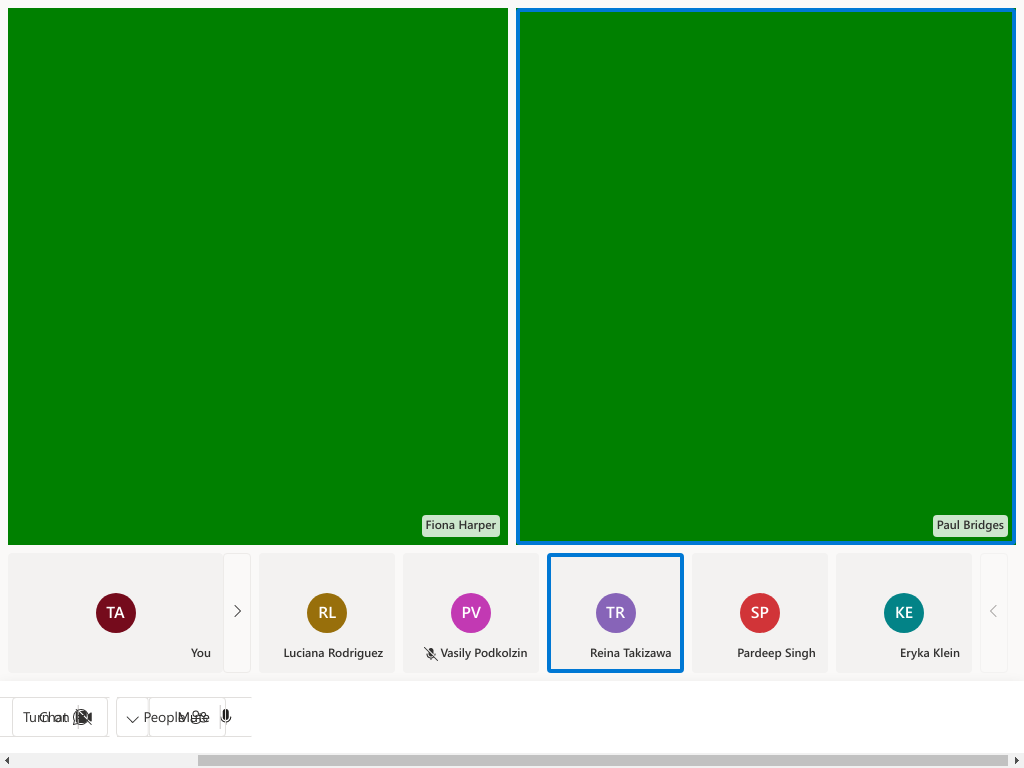 Fiona Harper
Paul Bridges
TA
You
RL
Luciana Rodriguez
PV
Vasily Podkolzin
TR
Reina Takizawa
SP
Pardeep Singh
KE
Eryka Klein
Turn on
Chat
People
Mute